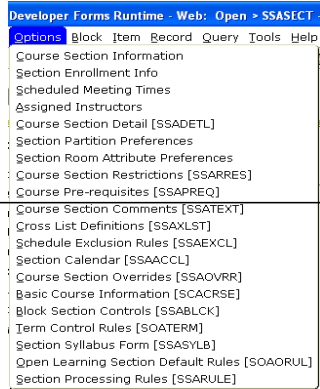 Developer Forms Runtime - Web: Open > SSASECT -
Options Block Item Record Query Tools Help
Course Section Information
Section Enrollment Info
Scheduled Meeting Times
Assigned Instructors
Course Section Detail [SSADETL]
Section Partition Preferences
Section Room Attribute Preferences
Course Section Restrictions [SSARRES]
Course Pre-requisites [SSAPREQ]
Course Section Comments [SSATEXT]
Cross List Definitions [SSAXLST]
Schedule Exclusion Rules [SSAEXCL]
Section Calendar [SSAACCL]
Course Section Overrides [SSAOVRR]
Basic Course Information [SCACRSE]
Block Section Controls [SSABLCK]
Term Control Rules [SOATERM]
Section Syllabus Form [SSASYLB]
Open Learning Section Default Rules [SOAORUL]
Section Processing Rules [SSARULE]